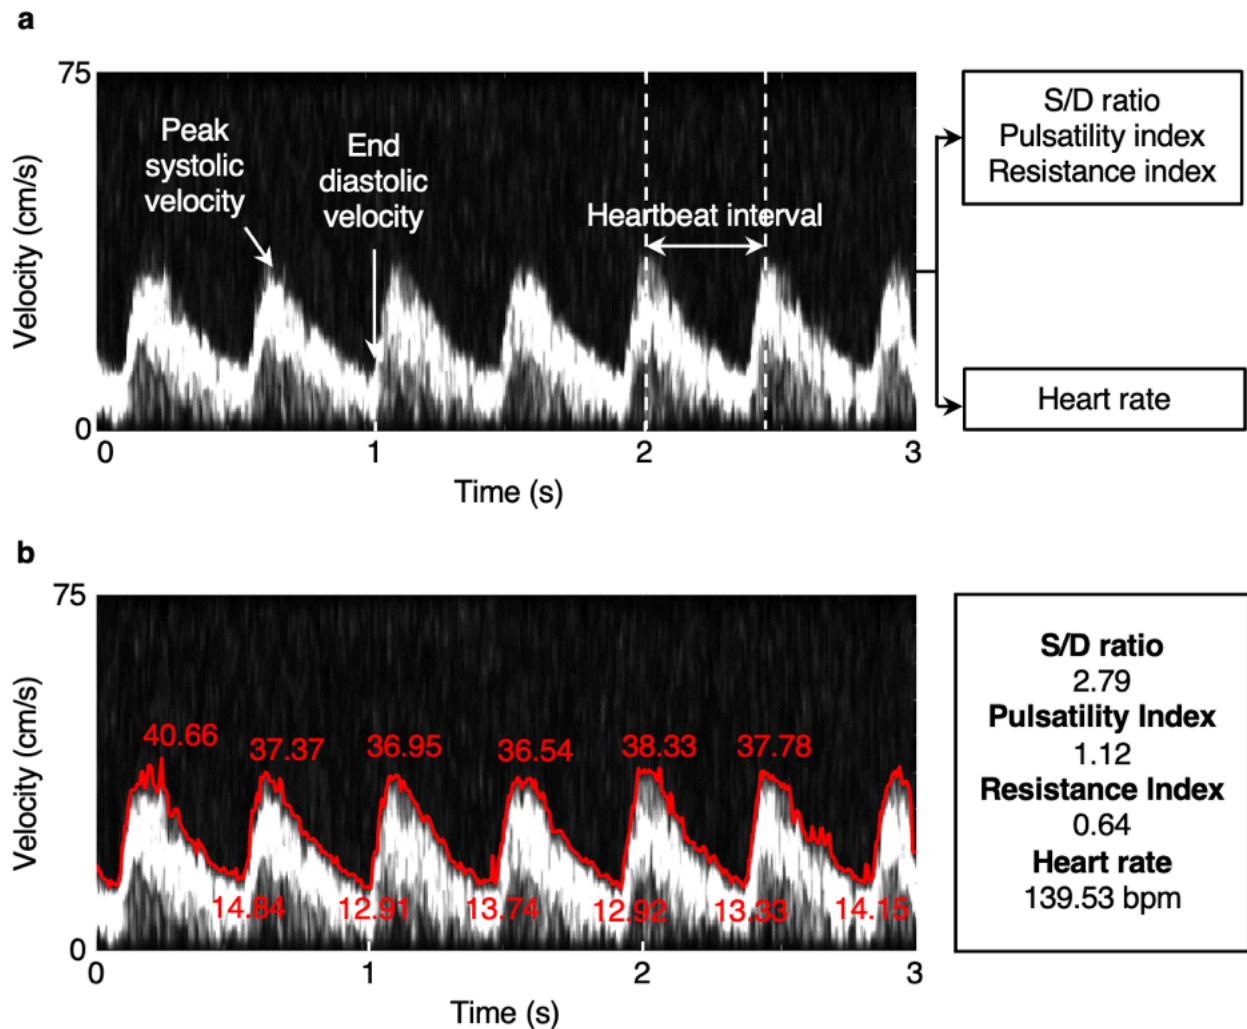 a
75
Velocity (cm/s)
0
Peak
systolic
velocity
End
diastolic
velocity
Heartbeat interval
0 1 2 3
Time (s)
S/D ratio
Pulsatility index
Resistance index
Heart rate
b
75
Velocity (cm/s)
0
40.66 37.37 36.95 36.54 38.33 37.78
14.84 12.91 13.74 12.92 13.33 14.15
0 1 2 3
Time (s)
S/D ratio
2.79
Pulsatility Index
1.12
Resistance Index
0.64
Heart rate
139.53 bpm